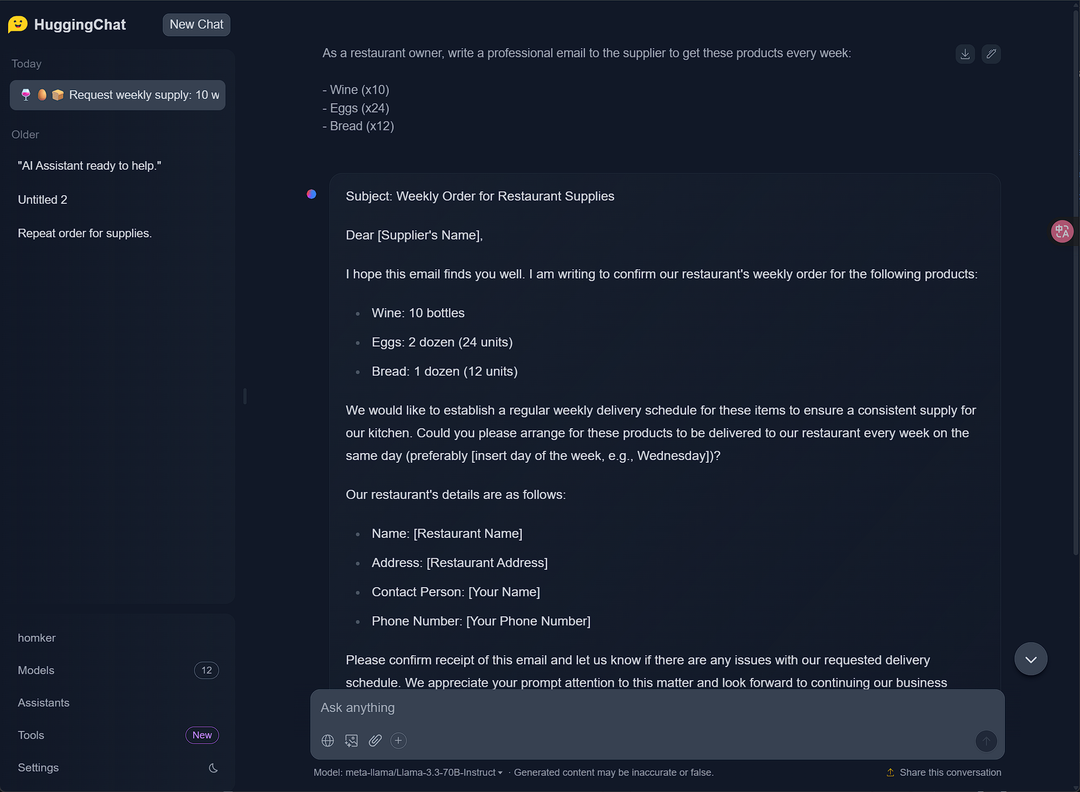 HuggingChat
New Chat
Today
🍷 🥚 📦 Request weekly supply: 10 w
Older
"AI Assistant ready to help."
Untitled 2
Repeat order for supplies.
homker
Models
12
Assistants
Tools
New
Settings
As a restaurant owner, write a professional email to the supplier to get these products every week:
- Wine (x10)
- Eggs (x24)
- Bread (x12)
Subject: Weekly Order for Restaurant Supplies
Dear [Supplier's Name],
I hope this email finds you well. I am writing to confirm our restaurant's weekly order for the following products:
• Wine: 10 bottles
• Eggs: 2 dozen (24 units)
• Bread: 1 dozen (12 units)
We would like to establish a regular weekly delivery schedule for these items to ensure a consistent supply for
our kitchen. Could you please arrange for these products to be delivered to our restaurant every week on the
same day (preferably [insert day of the week, e.g., Wednesday])?
Our restaurant's details are as follows:
• Name: [Restaurant Name]
• Address: [Restaurant Address]
• Contact Person: [Your Name]
• Phone Number: [Your Phone Number]
Please confirm receipt of this email and let us know if there are any issues with our requested delivery
schedule. We appreciate your prompt attention to this matter and look forward to continuing our business
Ask anything
Model: meta-llama/Llama-3.3-70B-Instruct · Generated content may be inaccurate or false.
Share this conversation
中A